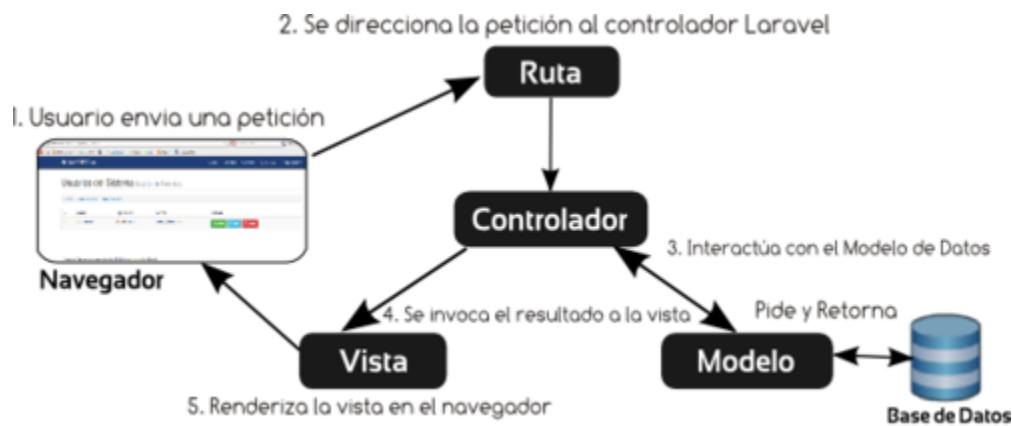 2. Se direcciona la petición al controlador Laravel
Ruta
1. Usuario envia una petición
Navegador
Controlador
3. Interactúa con el Modelo de Datos
4. Se invoca el resultado a la vista
Pide y Retorna
Vista
Modelo
5. Renderiza la vista en el navegador
Base de Datos